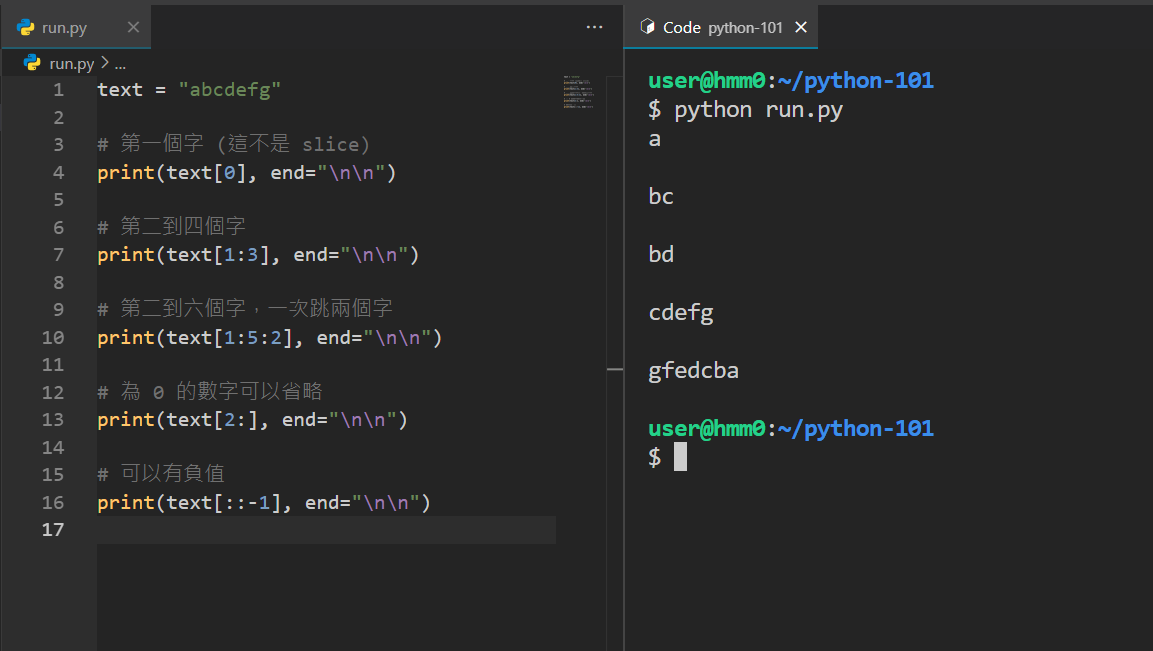 run.py
run.py > ...
1 text = "abcdefg"
2
3 # 第一個字 (這不是 slice)
4 print(text[0], end="\n\n")
5
6 # 第二到四個字
7 print(text[1:3], end="\n\n")
8
9 # 第二到六個字，一次跳兩個字
10 print(text[1:5:2], end="\n\n")
11
12 # 為 0 的數字可以省略
13 print(text[2:], end="\n\n")
14
15 # 可以有負值
16 print(text[::-1], end="\n\n")
17
Code python-101
user@hmm0:~/python-101
$ python run.py
a
bc
bd
cdefg
gfedcba
user@hmm0:~/python-101
$